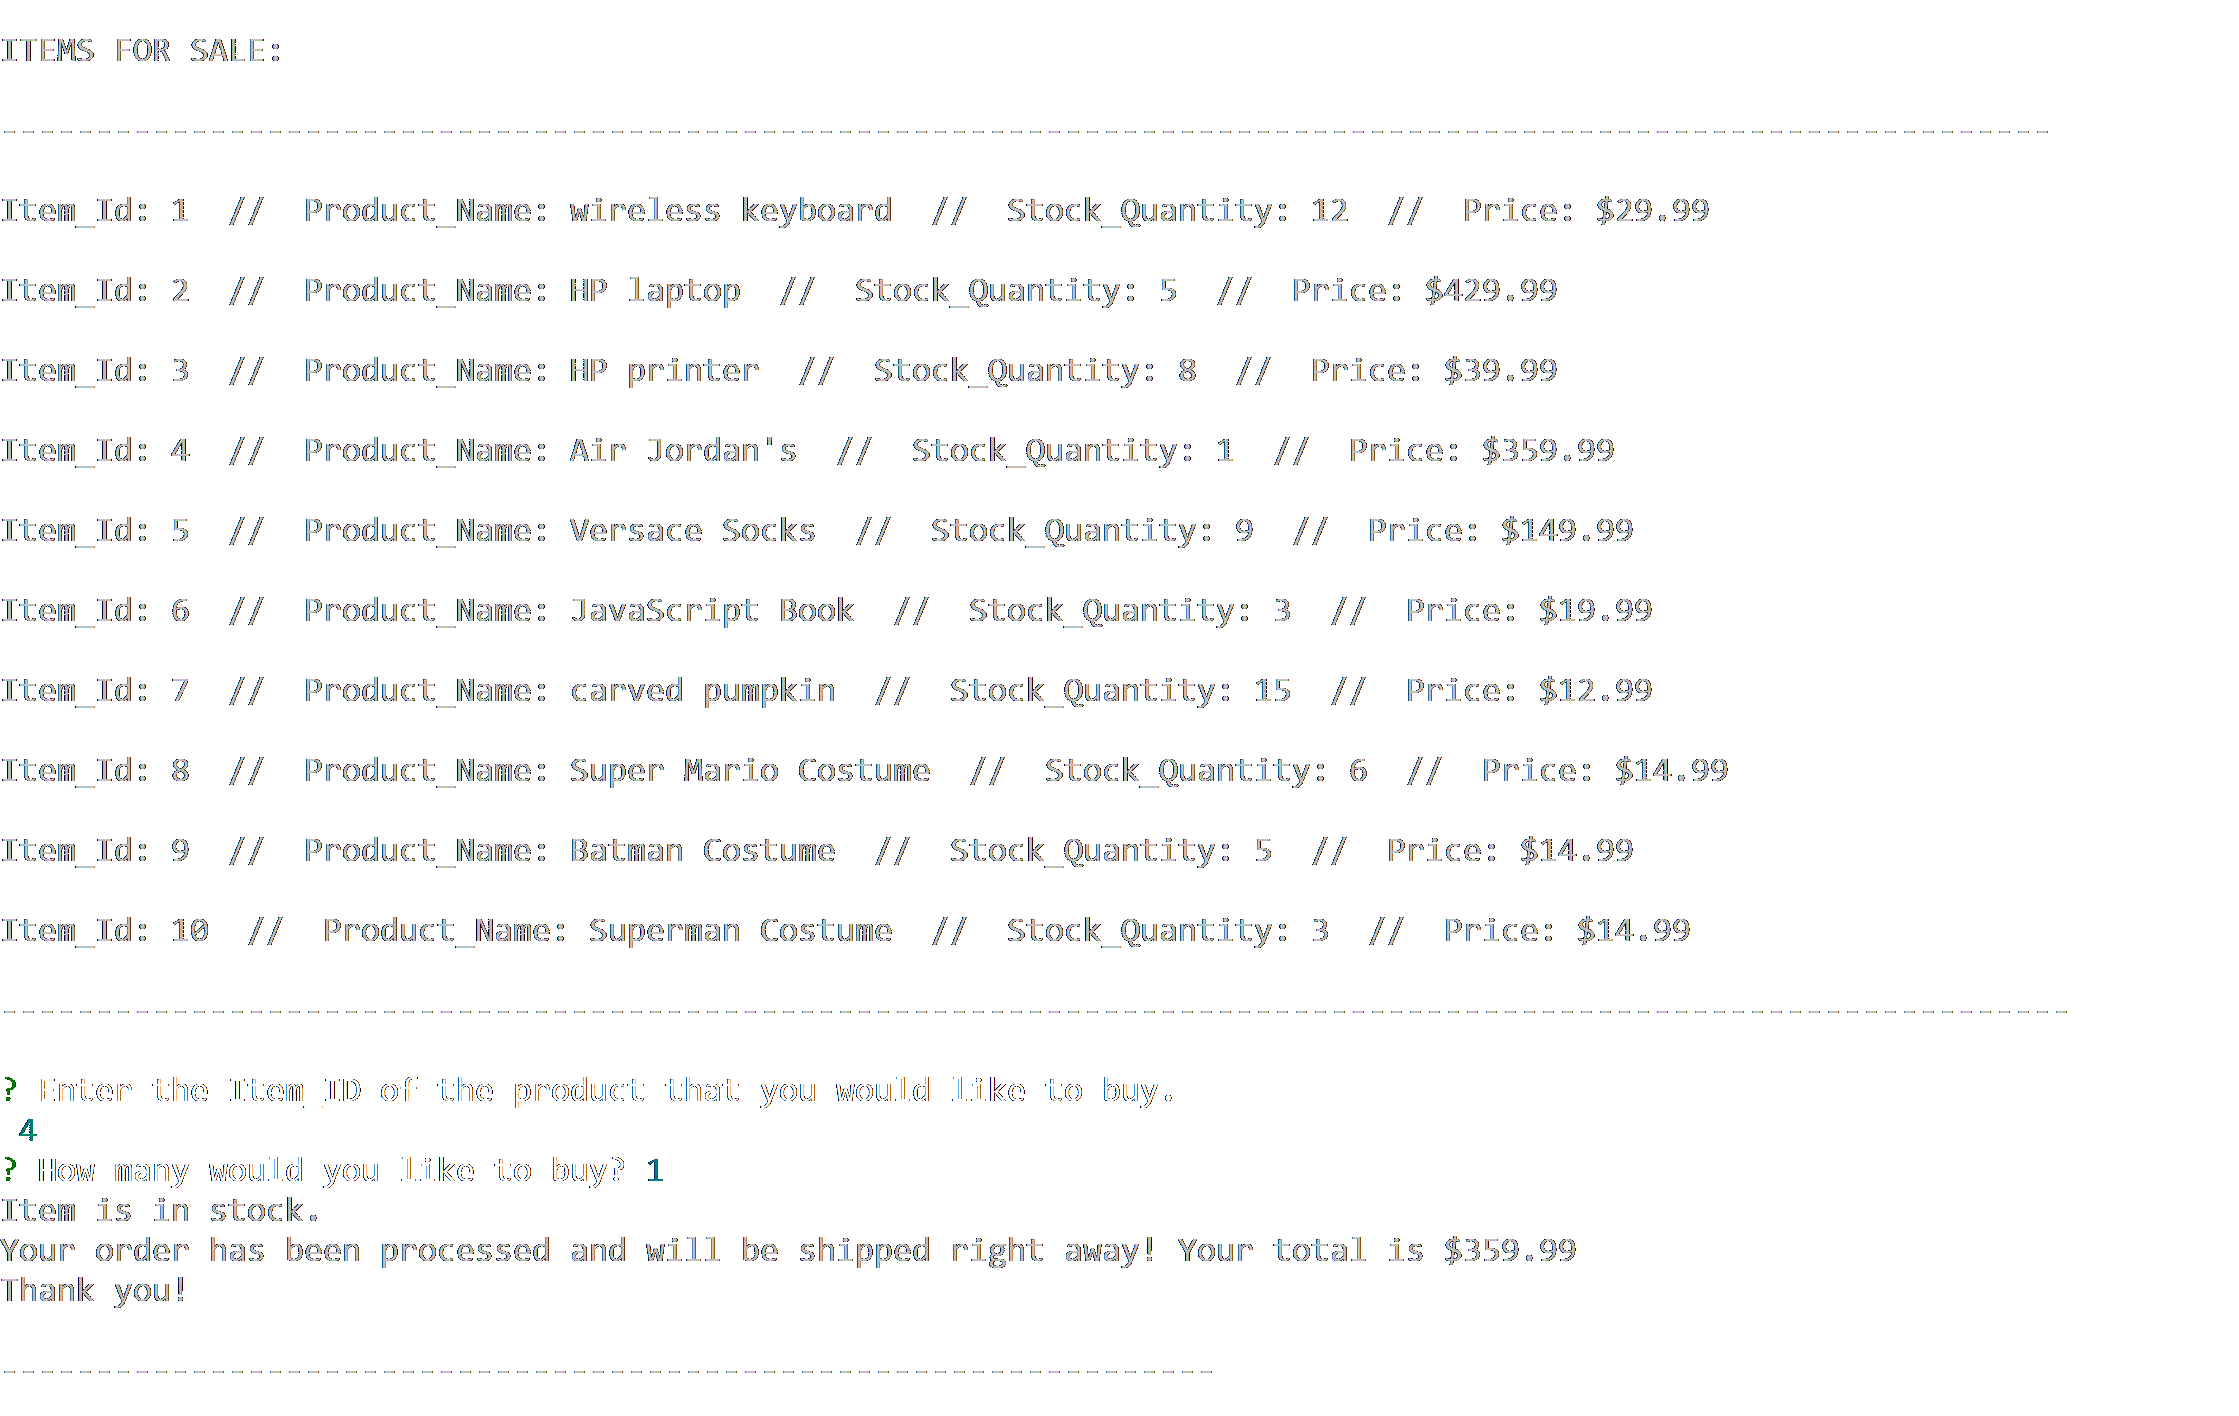 ITEMS FOR SALE:
--------------------------------------------------------------------------------------------------------------
Item_Id: 1  //  Product_Name: wireless keyboard  //  Stock_Quantity: 12  //  Price: $29.99
Item_Id: 2  //  Product_Name: HP laptop  //  Stock_Quantity: 5  //  Price: $429.99
Item_Id: 3  //  Product_Name: HP printer  //  Stock_Quantity: 8  //  Price: $39.99
Item_Id: 4  //  Product_Name: Air Jordan's  //  Stock_Quantity: 1  //  Price: $359.99
Item_Id: 5  //  Product_Name: Versace Socks  //  Stock_Quantity: 9  //  Price: $149.99
Item_Id: 6  //  Product_Name: JavaScript Book  //  Stock_Quantity: 3  //  Price: $19.99
Item_Id: 7  //  Product_Name: carved pumpkin  //  Stock_Quantity: 15  //  Price: $12.99
Item_Id: 8  //  Product_Name: Super Mario Costume  //  Stock_Quantity: 6  //  Price: $14.99
Item_Id: 9  //  Product_Name: Batman Costume  //  Stock_Quantity: 5  //  Price: $14.99
Item_Id: 10  //  Product_Name: Superman Costume  //  Stock_Quantity: 3  //  Price: $14.99
--------------------------------------------------------------------------------------------------------------
? Enter the Item_ID of the product that you would like to buy.
4
? How many would you like to buy? 1
Item is in stock.
Your order has been processed and will be shipped right away! Your total is $359.99
Thank you!
----------------------------------------------------------------